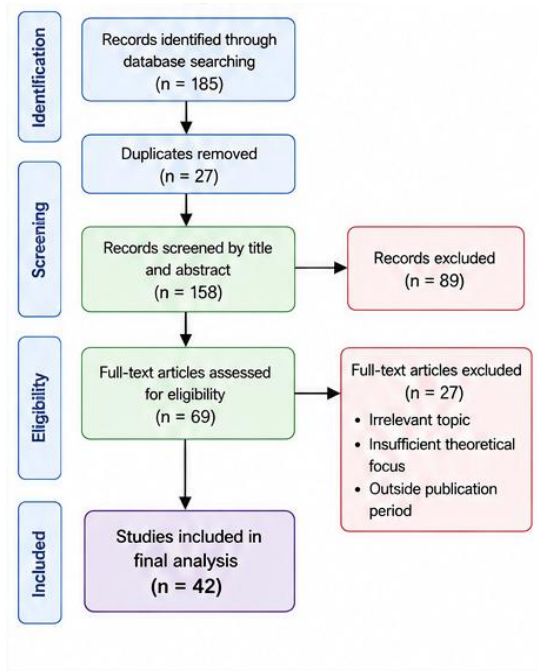 Identification
Records identified through
database searching
(n = 185)
Duplicates removed
(n = 27)
Screening
Records screened by title
and abstract
(n = 158)
Records excluded
(n = 89)
Eligibility
Full-text articles assessed
for eligibility
(n = 69)
Full-text articles excluded
(n = 27)
• Irrelevant topic
• Insufficient theoretical
focus
• Outside publication
period
Included
Studies included in
final analysis
(n = 42)